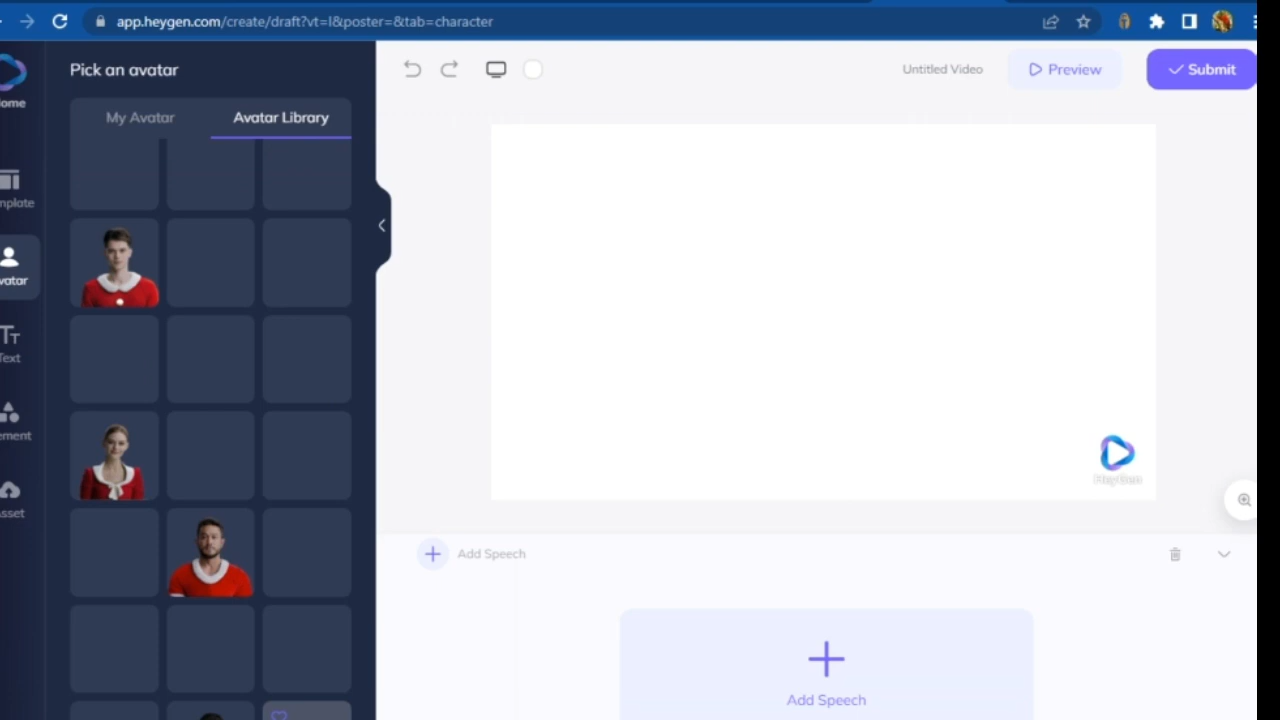 app.heygen.com/create/draft?vt=l&poster=&tab=character
Pick an avatar
Untitled Video
Preview
Submit
ome
My Avatar
Avatar Library
mplate
vatar
Text
ement
sset
HeyGen
Add Speech
Add Speech